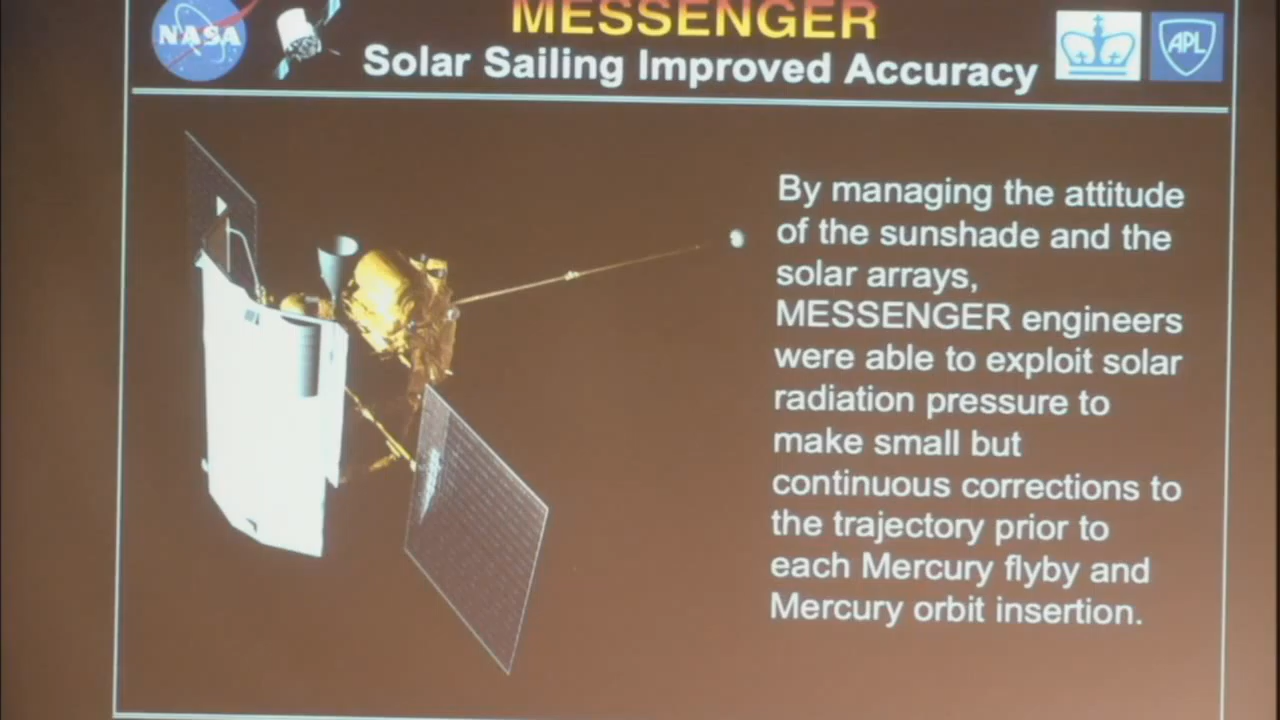 MESSENGER
NASA
Solar Sailing Improved Accuracy
APL
By managing the attitude
of the sunshade and the
solar arrays,
MESSENGER engineers
were able to exploit solar
radiation pressure to
make small but
continuous corrections to
the trajectory prior to
each Mercury flyby and
Mercury orbit insertion.